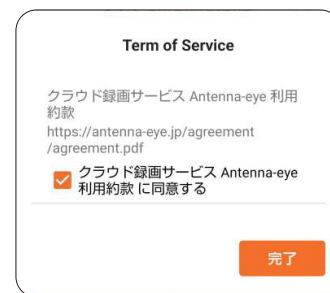 Term of Service
クラウド録画サービス Antenna-eye 利用
約款
https://antenna-eye.jp/agreement
/agreement.pdf
クラウド録画サービス Antenna-eye
利用約款 に同意する
完了